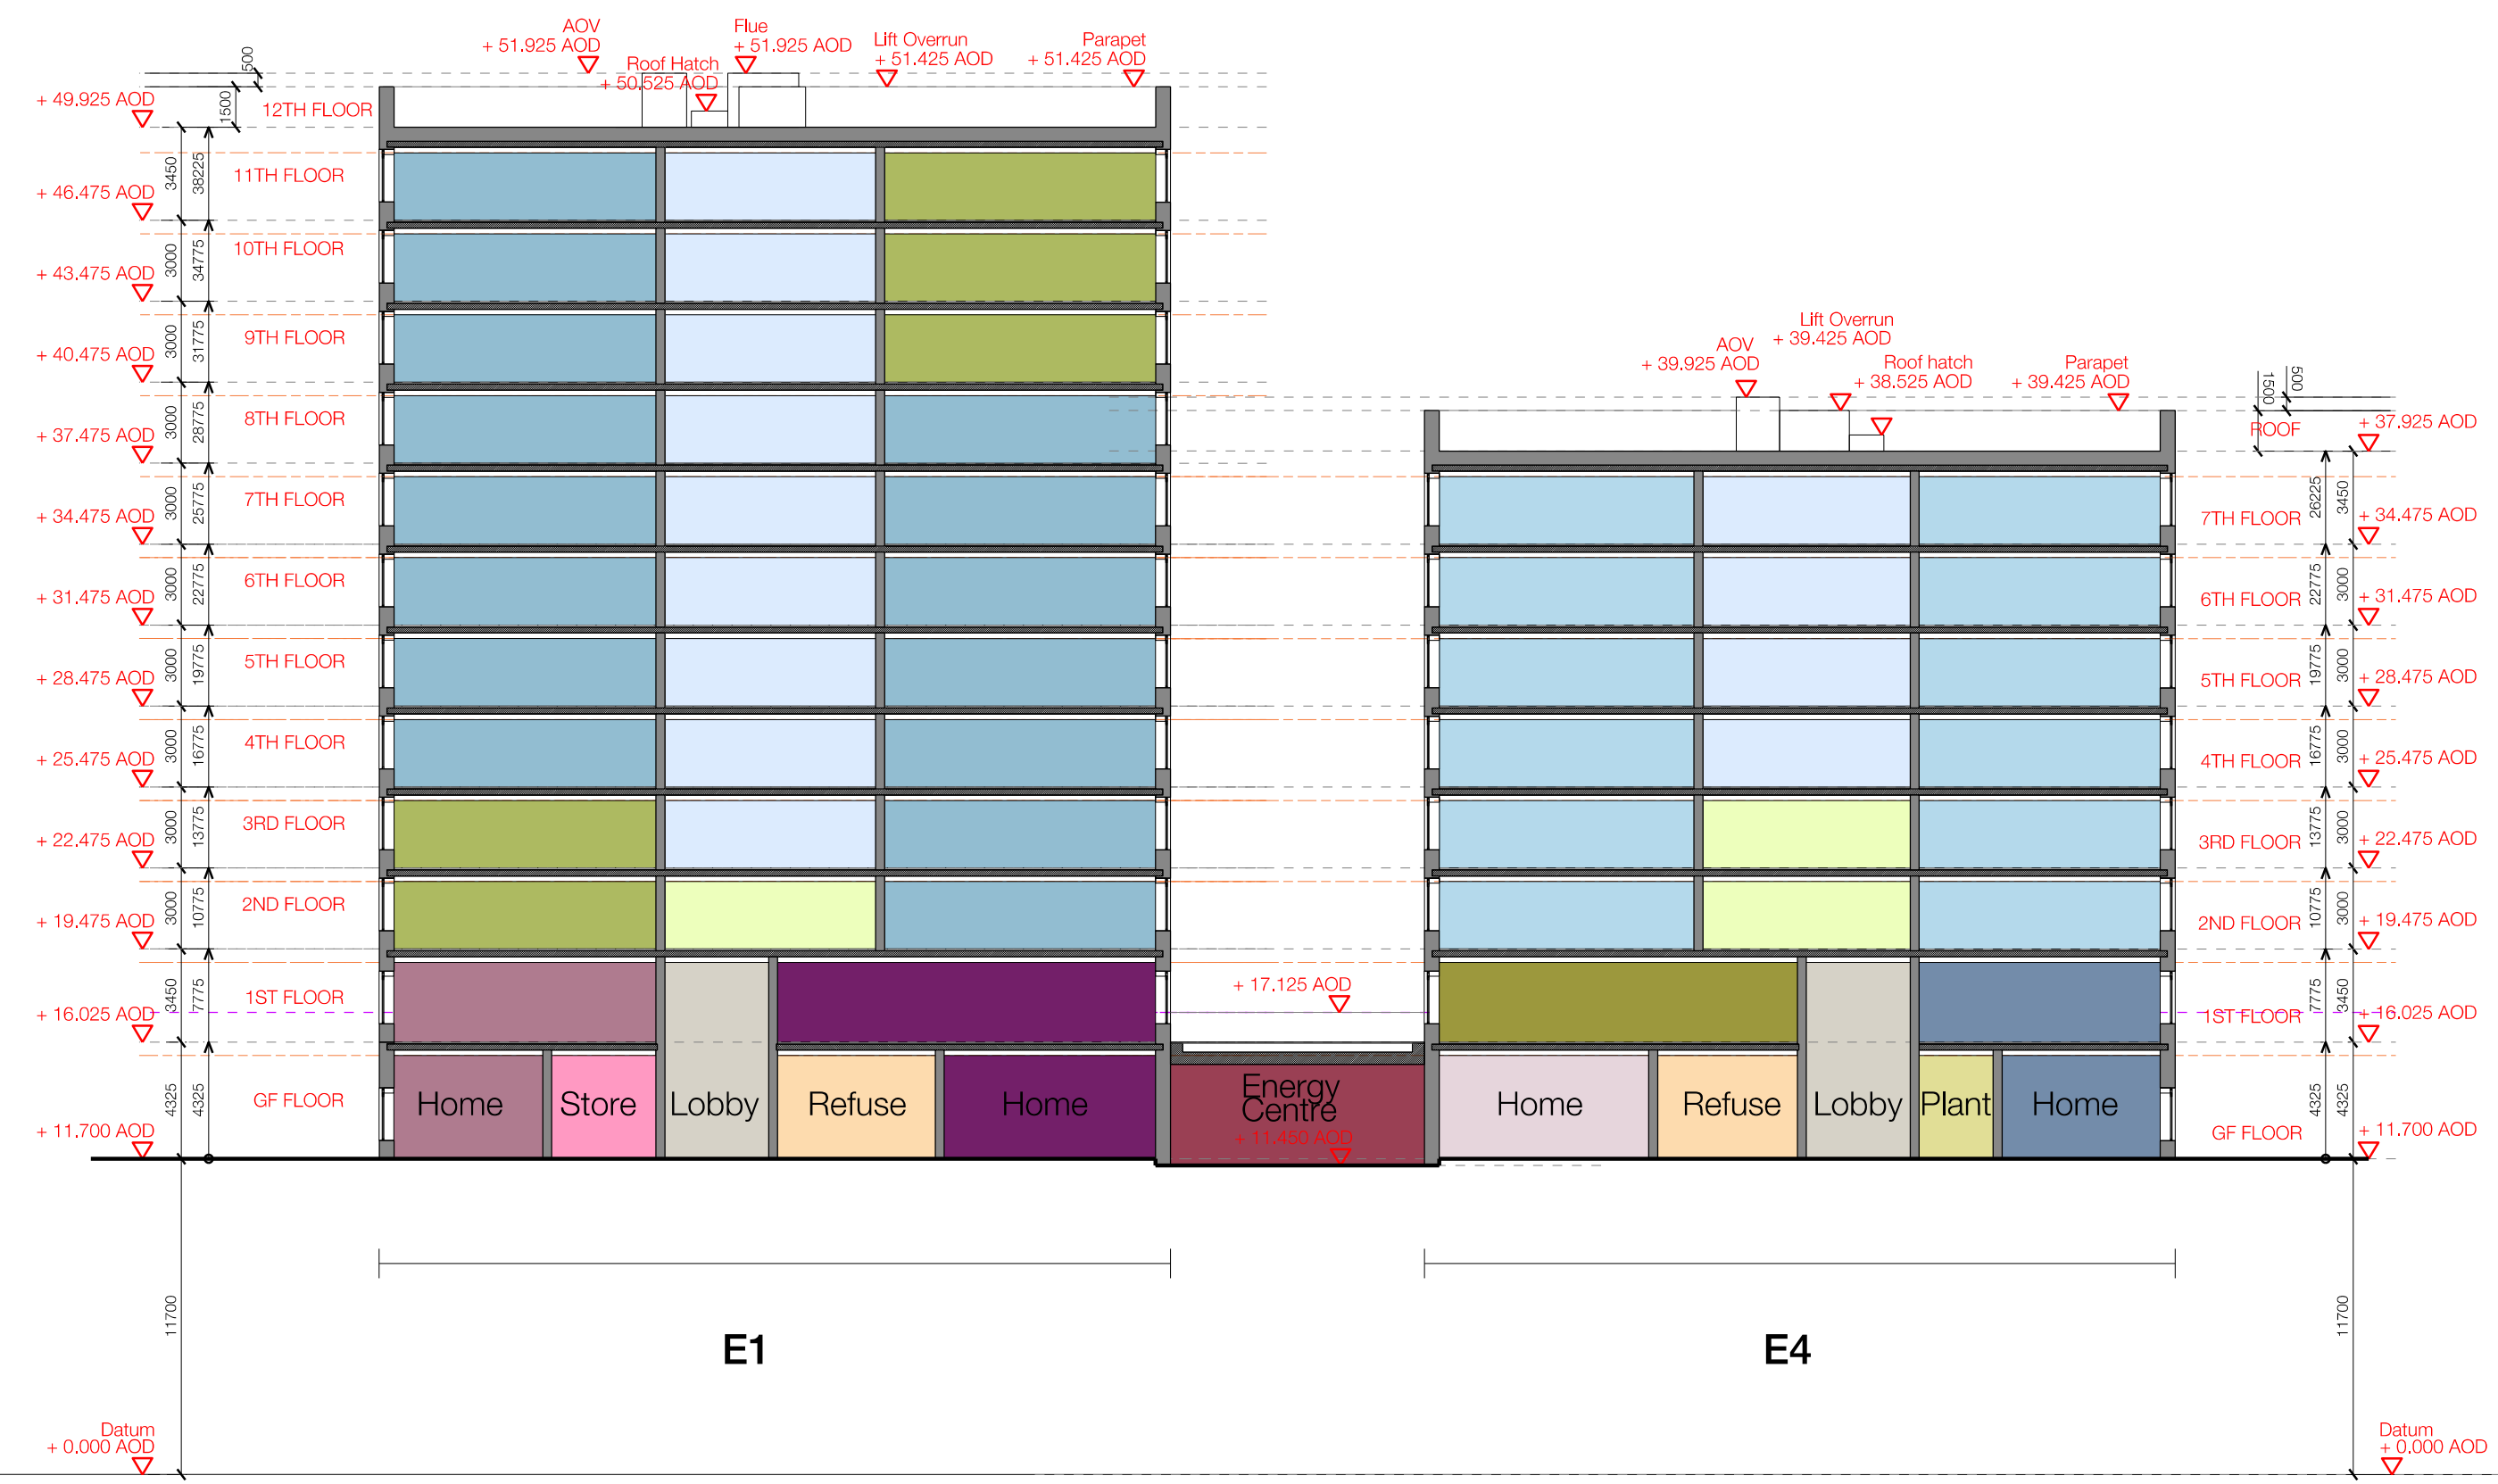 AOV
+ 51.925 AOD
Flue
+ 51.925 AOD
Lift Overrun
+ 51.425 AOD
Parapet
+ 51.425 AOD
Roof Hatch
+ 50.525 AOD
500
1500
+ 49.925 AOD
12TH FLOOR
3450
38225
11TH FLOOR
+ 46.475 AOD
3000
34775
10TH FLOOR
+ 43.475 AOD
3000
31775
9TH FLOOR
+ 40.475 AOD
3000
28775
8TH FLOOR
+ 37.475 AOD
3000
25775
7TH FLOOR
+ 34.475 AOD
3000
22775
6TH FLOOR
+ 31.475 AOD
3000
19775
5TH FLOOR
+ 28.475 AOD
3000
16775
4TH FLOOR
+ 25.475 AOD
3000
13775
3RD FLOOR
+ 22.475 AOD
3000
10775
2ND FLOOR
+ 19.475 AOD
3450
7775
1ST FLOOR
+ 16.025 AOD
4325
4325
GF FLOOR
+ 11.700 AOD
Home
Store
Lobby
Refuse
Home
+ 17.125 AOD
Energy
Centre
+ 11.450 AOD
Lift Overrun
+ 39.425 AOD
AOV
+ 39.925 AOD
Roof hatch
+ 38.525 AOD
Parapet
+ 39.425 AOD
1500
500
ROOF
+ 37.925 AOD
26225
3450
7TH FLOOR
+ 34.475 AOD
22775
3000
6TH FLOOR
+ 31.475 AOD
19775
3000
5TH FLOOR
+ 28.475 AOD
16775
3000
4TH FLOOR
+ 25.475 AOD
13775
3000
3RD FLOOR
+ 22.475 AOD
10775
3000
2ND FLOOR
+ 19.475 AOD
7775
3450
1ST FLOOR
+ 16.025 AOD
4325
4325
GF FLOOR
+ 11.700 AOD
Home
Refuse
Lobby
Plant
Home
11700
11700
E1
E4
Datum
+ 0.000 AOD
Datum
+ 0.000 AOD